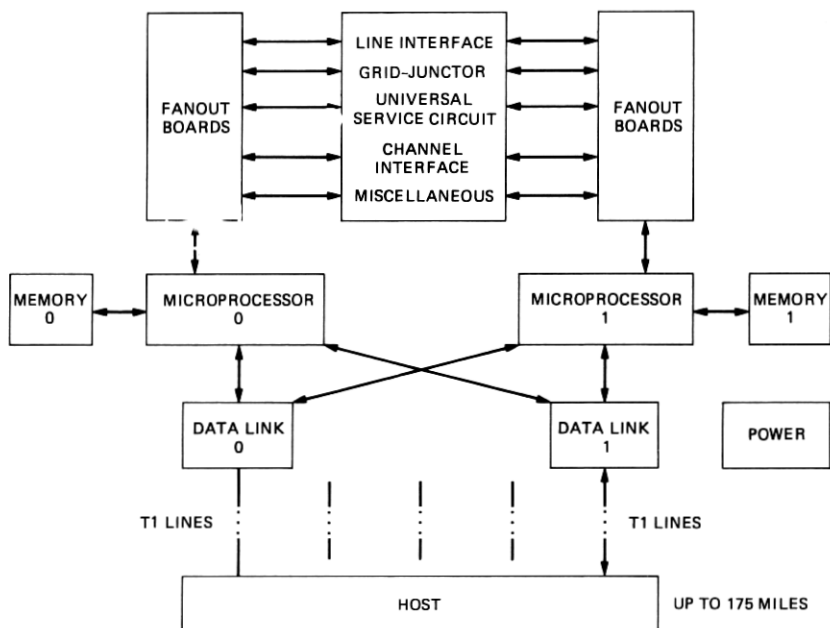 FANOUT
BOARDS
LINE INTERFACE
GRID-JUNCTOR
UNIVERSAL
SERVICE CIRCUIT
CHANNEL
INTERFACE
MISCELLANEOUS
FANOUT
BOARDS
MEMORY
0
MICROPROCESSOR
0
MICROPROCESSOR
1
MEMORY
1
DATA LINK
0
DATA LINK
1
POWER
T1 LINES
T1 LINES
HOST
UP TO 175 MILES